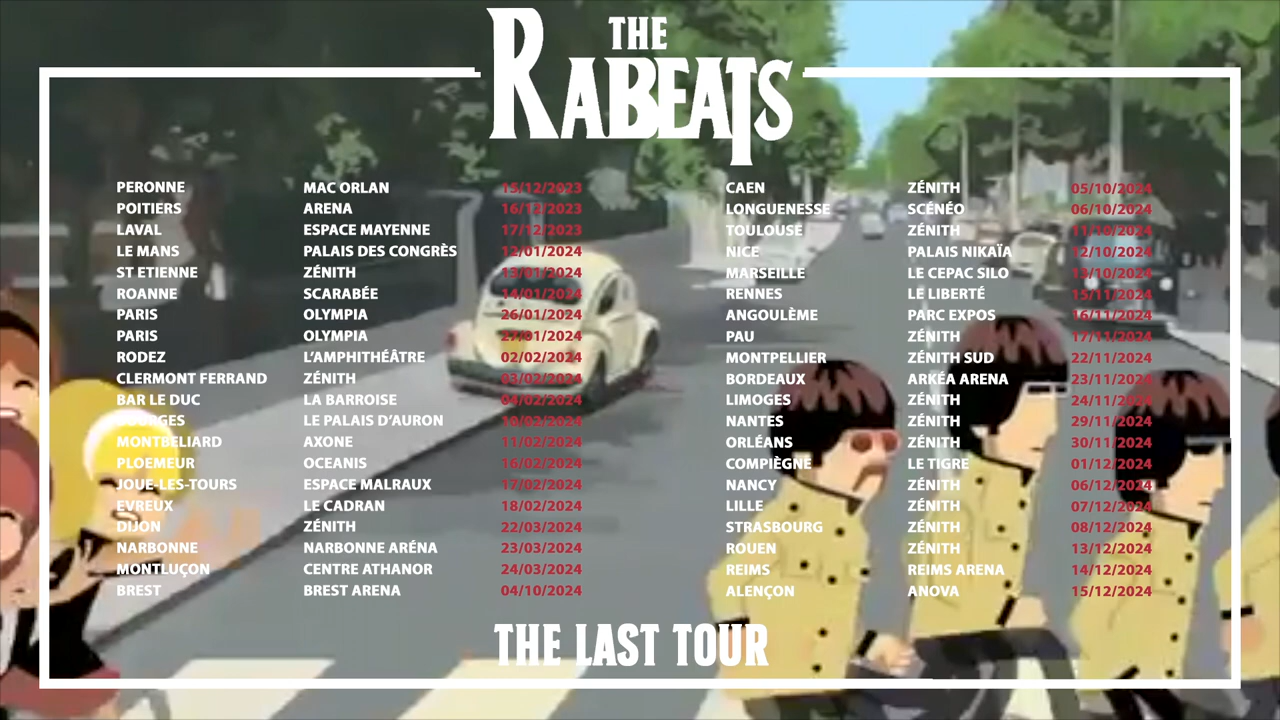 THE
RABEATS
PERONNE MAC ORLAN 15/12/2023
POITIERS ARENA 16/12/2023
LAVAL ESPACE MAYENNE 17/12/2023
LE MANS PALAIS DES CONGRÈS 12/01/2024
ST ETIENNE ZÉNITH 13/01/2024
ROANNE SCARABÉE 14/01/2024
PARIS OLYMPIA 26/01/2024
PARIS OLYMPIA 27/01/2024
RODEZ L'AMPHITHÉÂTRE 02/02/2024
CLERMONT FERRAND ZÉNITH 03/02/2024
BAR LE DUC LA BARROISE 04/02/2024
BOURGES LE PALAIS D'AURON 10/02/2024
MONTBELIARD AXONE 11/02/2024
PLOEMEUR OCEANIS 16/02/2024
JOUE-LES-TOURS ESPACE MALRAUX 17/02/2024
EVREUX LE CADRAN 18/02/2024
DIJON ZÉNITH 22/03/2024
NARBONNE NARBONNE ARÉNA 23/03/2024
MONTLUÇON CENTRE ATHANOR 24/03/2024
BREST BREST ARENA 04/10/2024
CAEN ZÉNITH 05/10/2024
LONGUENESSE SCÉNÉO 06/10/2024
TOULOUSE ZÉNITH 11/10/2024
NICE PALAIS NIKAÏA 12/10/2024
MARSEILLE LE CEPAC SILO 13/10/2024
RENNES LE LIBERTÉ 15/11/2024
ANGOULÈME PARC EXPOS 16/11/2024
PAU ZÉNITH 17/11/2024
MONTPELLIER ZÉNITH SUD 22/11/2024
BORDEAUX ARKÉA ARENA 23/11/2024
LIMOGES ZÉNITH 24/11/2024
NANTES ZÉNITH 29/11/2024
ORLÉANS ZÉNITH 30/11/2024
COMPIÈGNE LE TIGRE 01/12/2024
NANCY ZÉNITH 06/12/2024
LILLE ZÉNITH 07/12/2024
STRASBOURG ZÉNITH 08/12/2024
ROUEN ZÉNITH 13/12/2024
REIMS REIMS ARENA 14/12/2024
ALENÇON ANOVA 15/12/2024
THE LAST TOUR